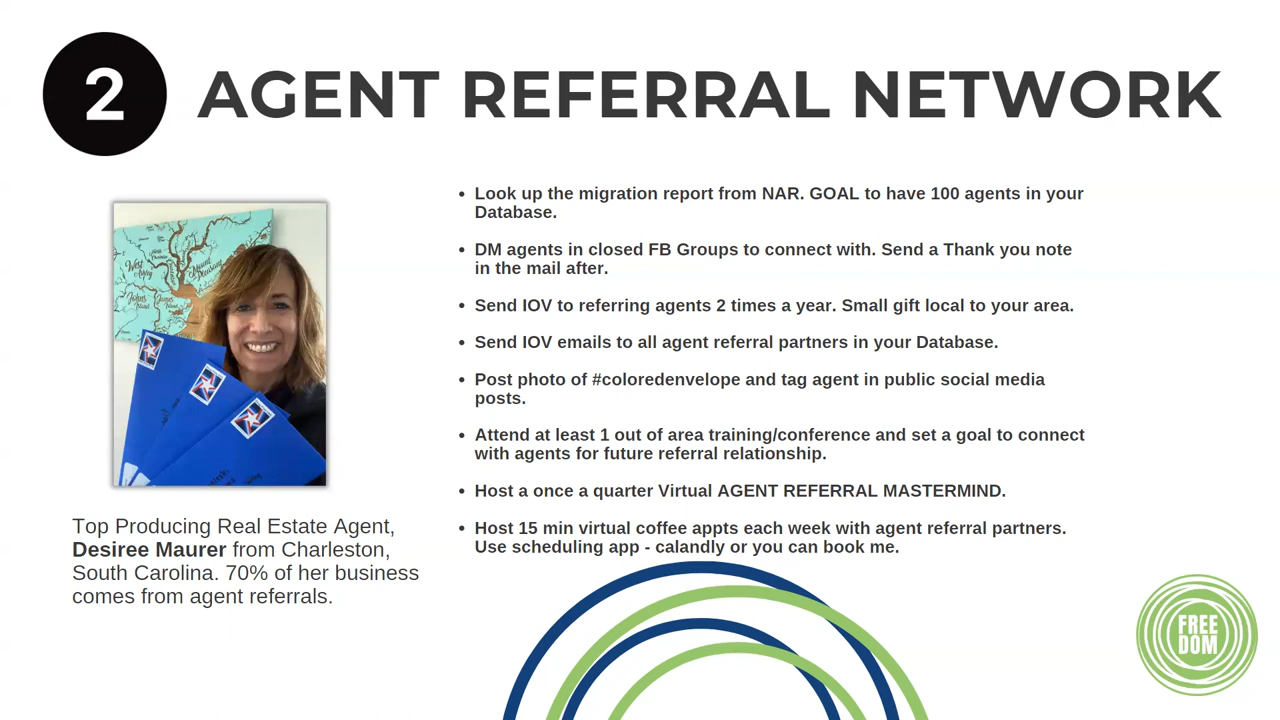 2
AGENT REFERRAL NETWORK
• Look up the migration report from NAR. GOAL to have 100 agents in your
Database.
• DM agents in closed FB Groups to connect with. Send a Thank you note
in the mail after.
• Send IOV to referring agents 2 times a year. Small gift local to your area.
• Send IOV emails to all agent referral partners in your Database.
• Post photo of #coloredenvelope and tag agent in public social media
posts.
• Attend at least 1 out of area training/conference and set a goal to connect
with agents for future referral relationship.
• Host a once a quarter Virtual AGENT REFERRAL MASTERMIND.
• Host 15 min virtual coffee appts each week with agent referral partners.
Use scheduling app - calandly or you can book me.
West
Mount
Pleasant
Johns
Island
James
Island
Top Producing Real Estate Agent,
Desiree Maurer from Charleston,
South Carolina. 70% of her business
comes from agent referrals.
FREE
DOM